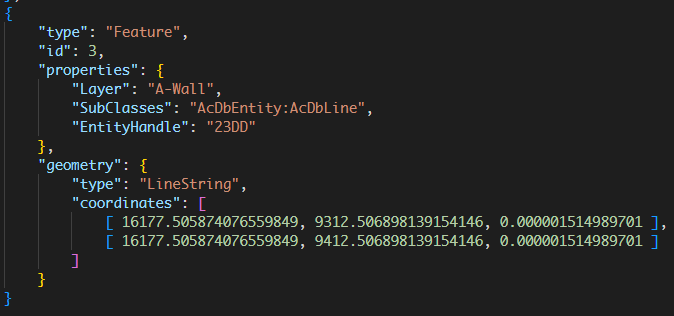 {
"type": "Feature",
"id": 3,
"properties": {
"Layer": "A-Wall",
"SubClasses": "AcDbEntity:AcDbLine",
"EntityHandle": "23DD"
},
"geometry": {
"type": "LineString",
"coordinates": [
[ 16177.505874076559849, 9312.506898139154146, 0.000001514989701 ],
[ 16177.505874076559849, 9412.506898139154146, 0.000001514989701 ]
]
}
}